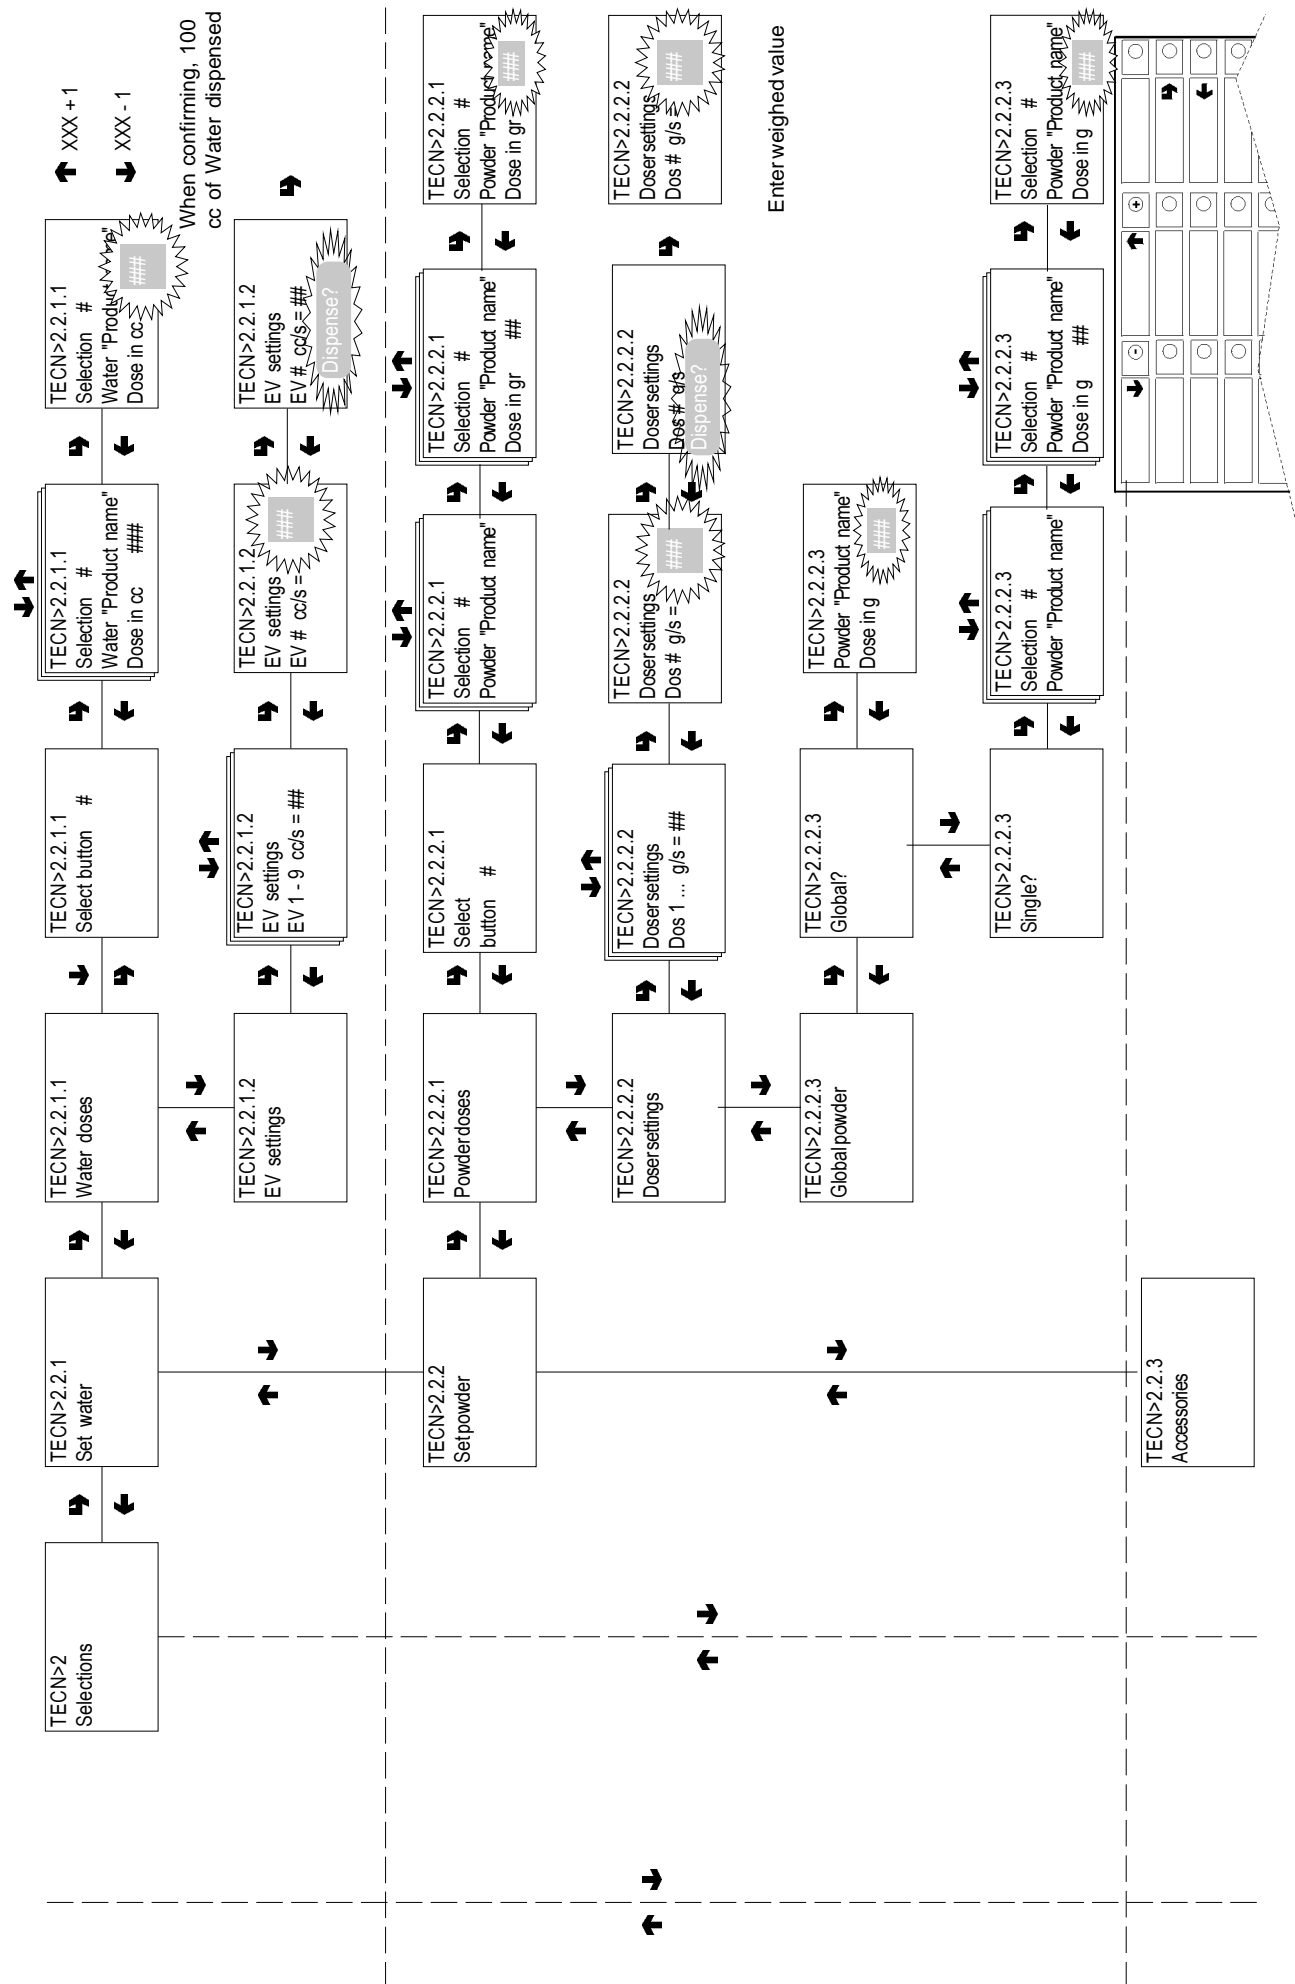 TECN>2
Selections
TECN>2.2.1
Set water
TECN>2.2.1.1
Water doses
TECN>2.2.1.1
Select button #
TECN>2.2.1.1
Selection #
Water "Product name"
Dose in cc ###
TECN>2.2.1.1
Selection #
Water "Produc e"
Dose in cc
###
XXX + 1
XXX - 1
When confirming, 100
cc of Water dispensed
TECN>2.2.1.2
EV settings
TECN>2.2.1.2
EV settings
EV 1 - 9 cc/s = ##
TECN>2.2.1.2
EV settings
EV # cc/s =
###
TECN>2.2.1.2
EV settings
EV # cc/s = ##
Dispense?
TECN>2.2.2
Set powder
TECN>2.2.2.1
Powder doses
TECN>2.2.2.1
Select
button #
TECN>2.2.2.1
Selection #
Powder "Product name"
TECN>2.2.2.1
Selection #
Powder "Product name"
Dose in gr ##
TECN>2.2.2.1
Selection #
Powder "Product name"
Dose in gr
###
TECN>2.2.2.2
Doser settings
TECN>2.2.2.2
Doser settings
Dos 1 ... g/s = ##
TECN>2.2.2.2
Doser settings
Dos # g/s =
###
TECN>2.2.2.2
Doser settings
Dos # g/s
Dispense?
TECN>2.2.2.2
Doser settings
Dos # g/s =
###
Enter weighed value
TECN>2.2.2.3
Global powder
TECN>2.2.2.3
Global?
TECN>2.2.2.3
Powder "Product name"
Dose in g
###
TECN>2.2.2.3
Single?
TECN>2.2.2.3
Selection #
Powder "Product name"
TECN>2.2.2.3
Selection #
Powder "Product name"
Dose in g ##
TECN>2.2.2.3
Selection #
Powder "Product name"
Dose in g
###
TECN>2.2.3
Accessories
- +